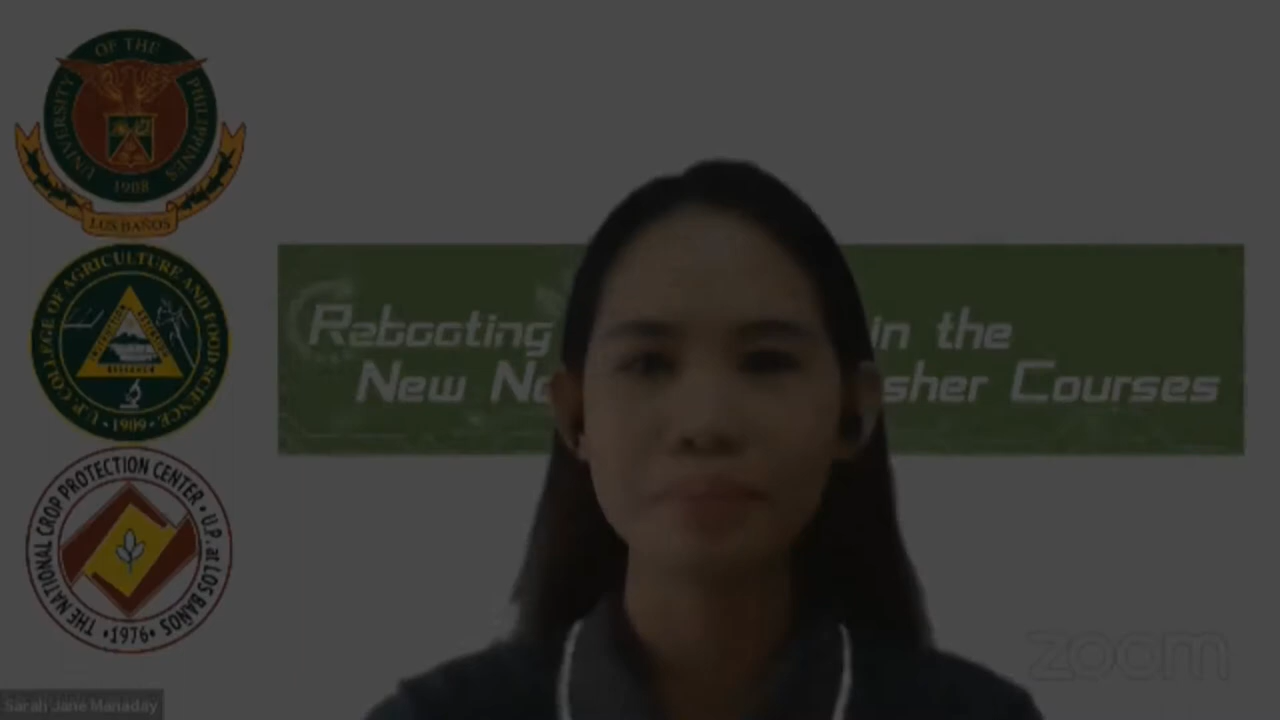 UNIVERSITY OF THE PHILIPPINES
1908
LOS BAÑOS
U.P. COLLEGE OF AGRICULTURE AND FOOD SCIENCE
•1909•
THE NATIONAL CROP PROTECTION CENTER • U.P. at LOS BAÑOS
•1976•
Rebooting in the
New No sher Courses
zoom
Sarah Jane Manaday